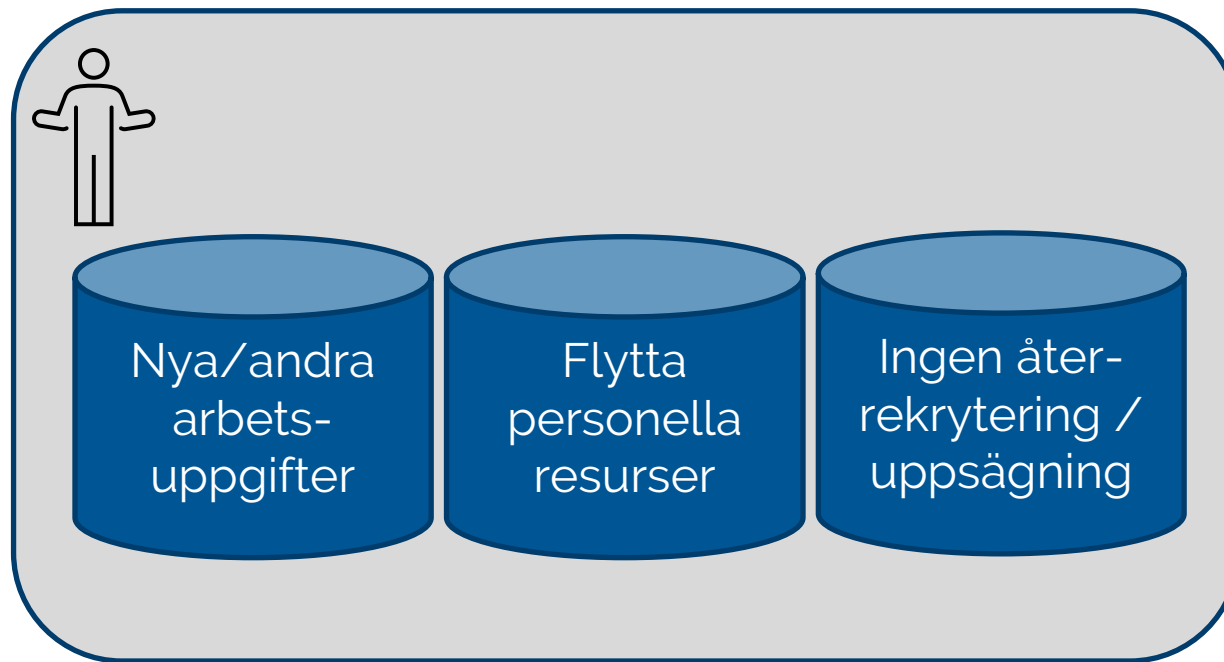 Nya/andra
arbets-
uppgifter
Flytta
personella
resurser
Ingen åter-
rekrytering /
uppsägning